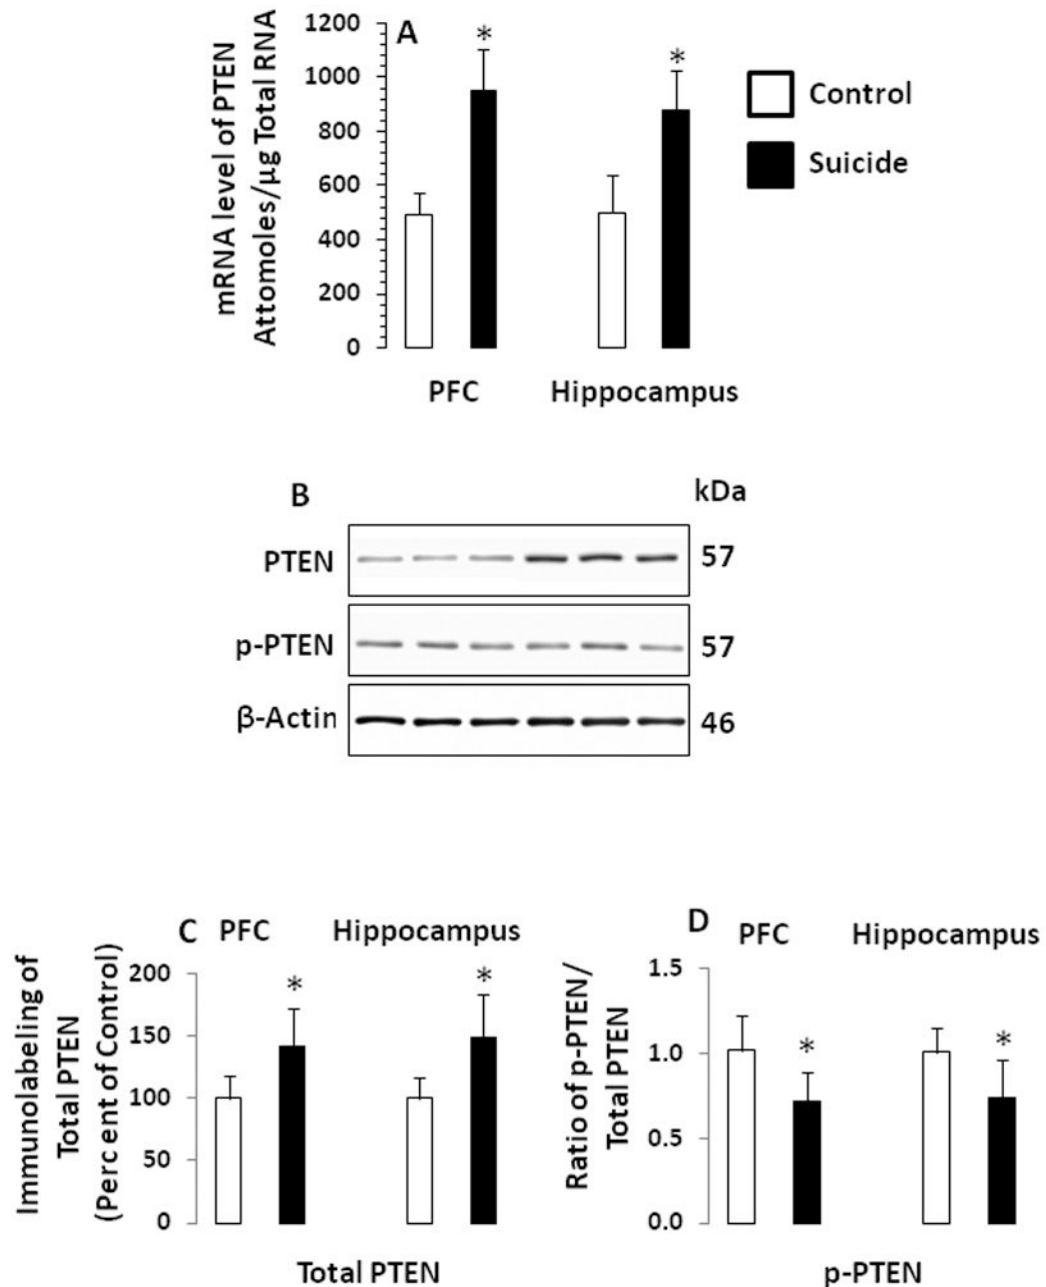 A
mRNA level of PTEN
Attomoles/µg Total RNA
1200
1000
800
600
400
200
0
*
*
Control
Suicide
PFC
Hippocampus
B
kDa
PTEN
57
p-PTEN
57
β-Actin
46
C PFC Hippocampus
Immunolabeling of
Total PTEN
(Perc ent of Control)
200
150
100
50
0
*
*
Total PTEN
D PFC Hippocampus
Ratio of p-PTEN/
Total PTEN
1.5
1.0
0.5
0.0
*
*
p-PTEN